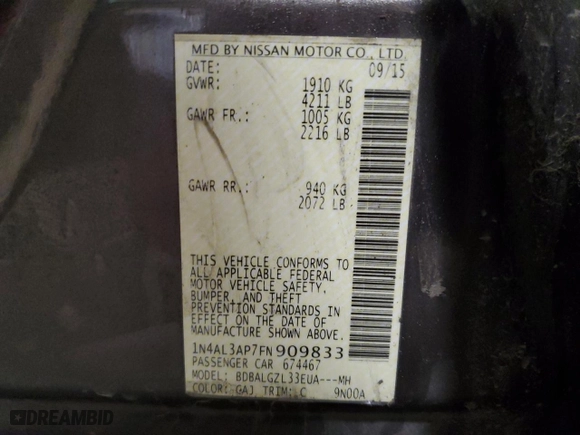 MFD BY NISSAN MOTOR CO., LTD.
DATE: 09/15
GVWR: 1910 KG
4211 LB
GAWR FR.: 1005 KG
2216 LB
GAWR RR.: 940 KG
2072 LB
THIS VEHICLE CONFORMS TO
ALL APPLICABLE FEDERAL
MOTOR VEHICLE SAFETY,
BUMPER, AND THEFT
PREVENTION STANDARDS IN
EFFECT ON THE DATE OF
MANUFACTURE SHOWN ABOVE.
1N4AL3AP7FN909833
PASSENGER CAR 674467
MODEL: BDBALGZL33EUA---MH
COLOR: GAJ TRIM: C 9N00A
DREAMBID